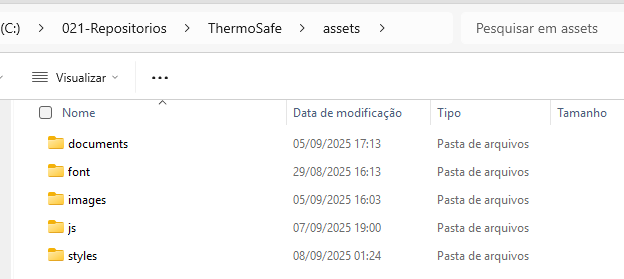 (C:) > 021-Repositorios > ThermoSafe > assets > Pesquisar em assets
Visualizar ...
Nome Data de modificação Tipo Tamanho
documents 05/09/2025 17:13 Pasta de arquivos
font 29/08/2025 16:13 Pasta de arquivos
images 05/09/2025 16:03 Pasta de arquivos
js 07/09/2025 19:00 Pasta de arquivos
styles 08/09/2025 01:24 Pasta de arquivos